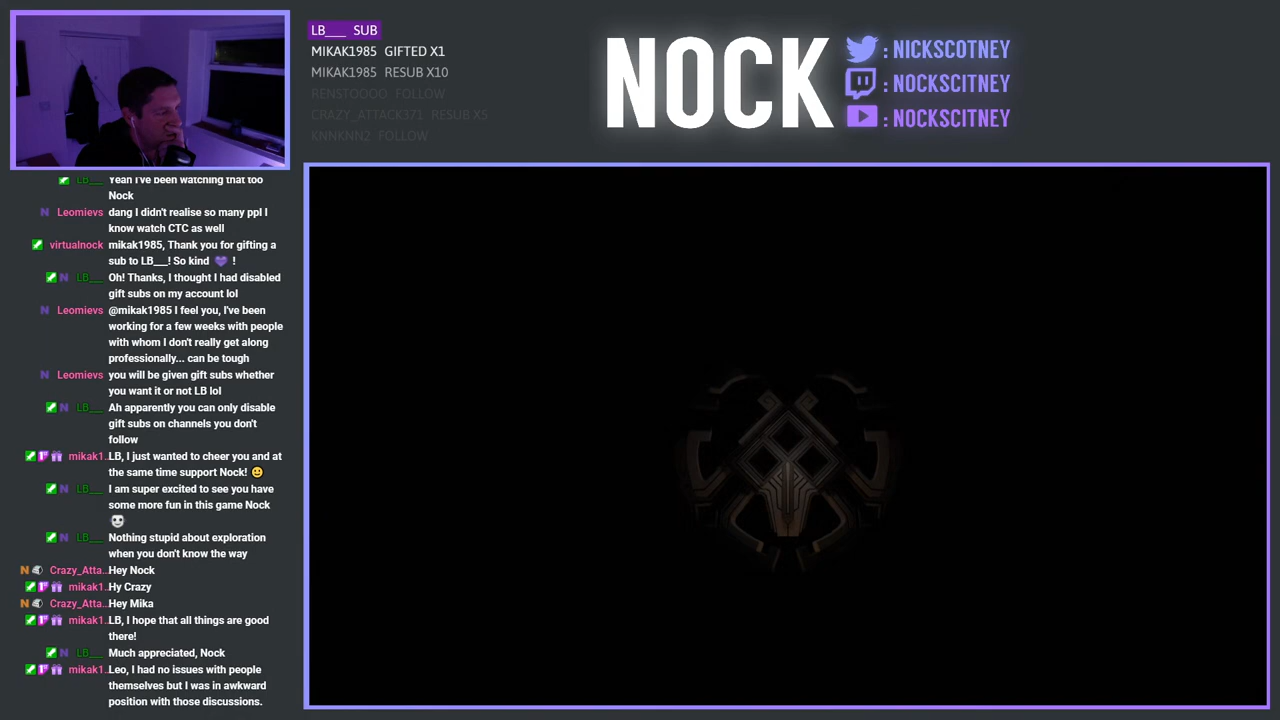 LB___ SUB
MIKAK1985 GIFTED X1
MIKAK1985 RESUB X10
RENSTOOOO FOLLOW
CRAZY_ATTACK371 RESUB X5
KNNKNN2 FOLLOW
NOCK
: NICKSCOTNEY
: NOCKSCITNEY
: NOCKSCITNEY
LB___ Yeah I've been watching that too
Nock
N Leomievs dang I didn't realise so many ppl I
know watch CTC as well
virtualnock mikak1985, Thank you for gifting a
sub to LB___! So kind 💜 !
N LB___ Oh! Thanks, I thought I had disabled
gift subs on my account lol
N Leomievs @mikak1985 I feel you, I've been
working for a few weeks with people
with whom I don't really get along
professionally... can be tough
N Leomievs you will be given gift subs whether
you want it or not LB lol
N LB___ Ah apparently you can only disable
gift subs on channels you don't
follow
mikak1.. LB, I just wanted to cheer you and at
the same time support Nock! 🙂
N LB___ I am super excited to see you have
some more fun in this game Nock
N LB___ Nothing stupid about exploration
when you don't know the way
N Crazy_Atta.. Hey Nock
mikak1.. Hy Crazy
N Crazy_Atta.. Hey Mika
mikak1.. LB, I hope that all things are good
there!
N LB___ Much appreciated, Nock
mikak1.. Leo, I had no issues with people
themselves but I was in awkward
position with those discussions.